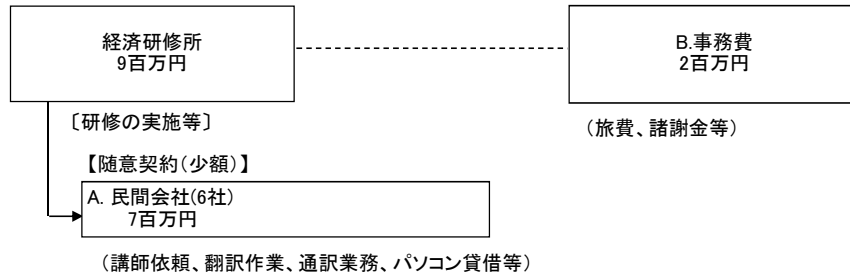 経済研修所
9百万円
B.事務費
2百万円
〔研修の実施等〕
（旅費、諸謝金等）
【随意契約（少額）】
A. 民間会社(6社)
7百万円
（講師依頼、翻訳作業、通訳業務、パソコン貸借等）